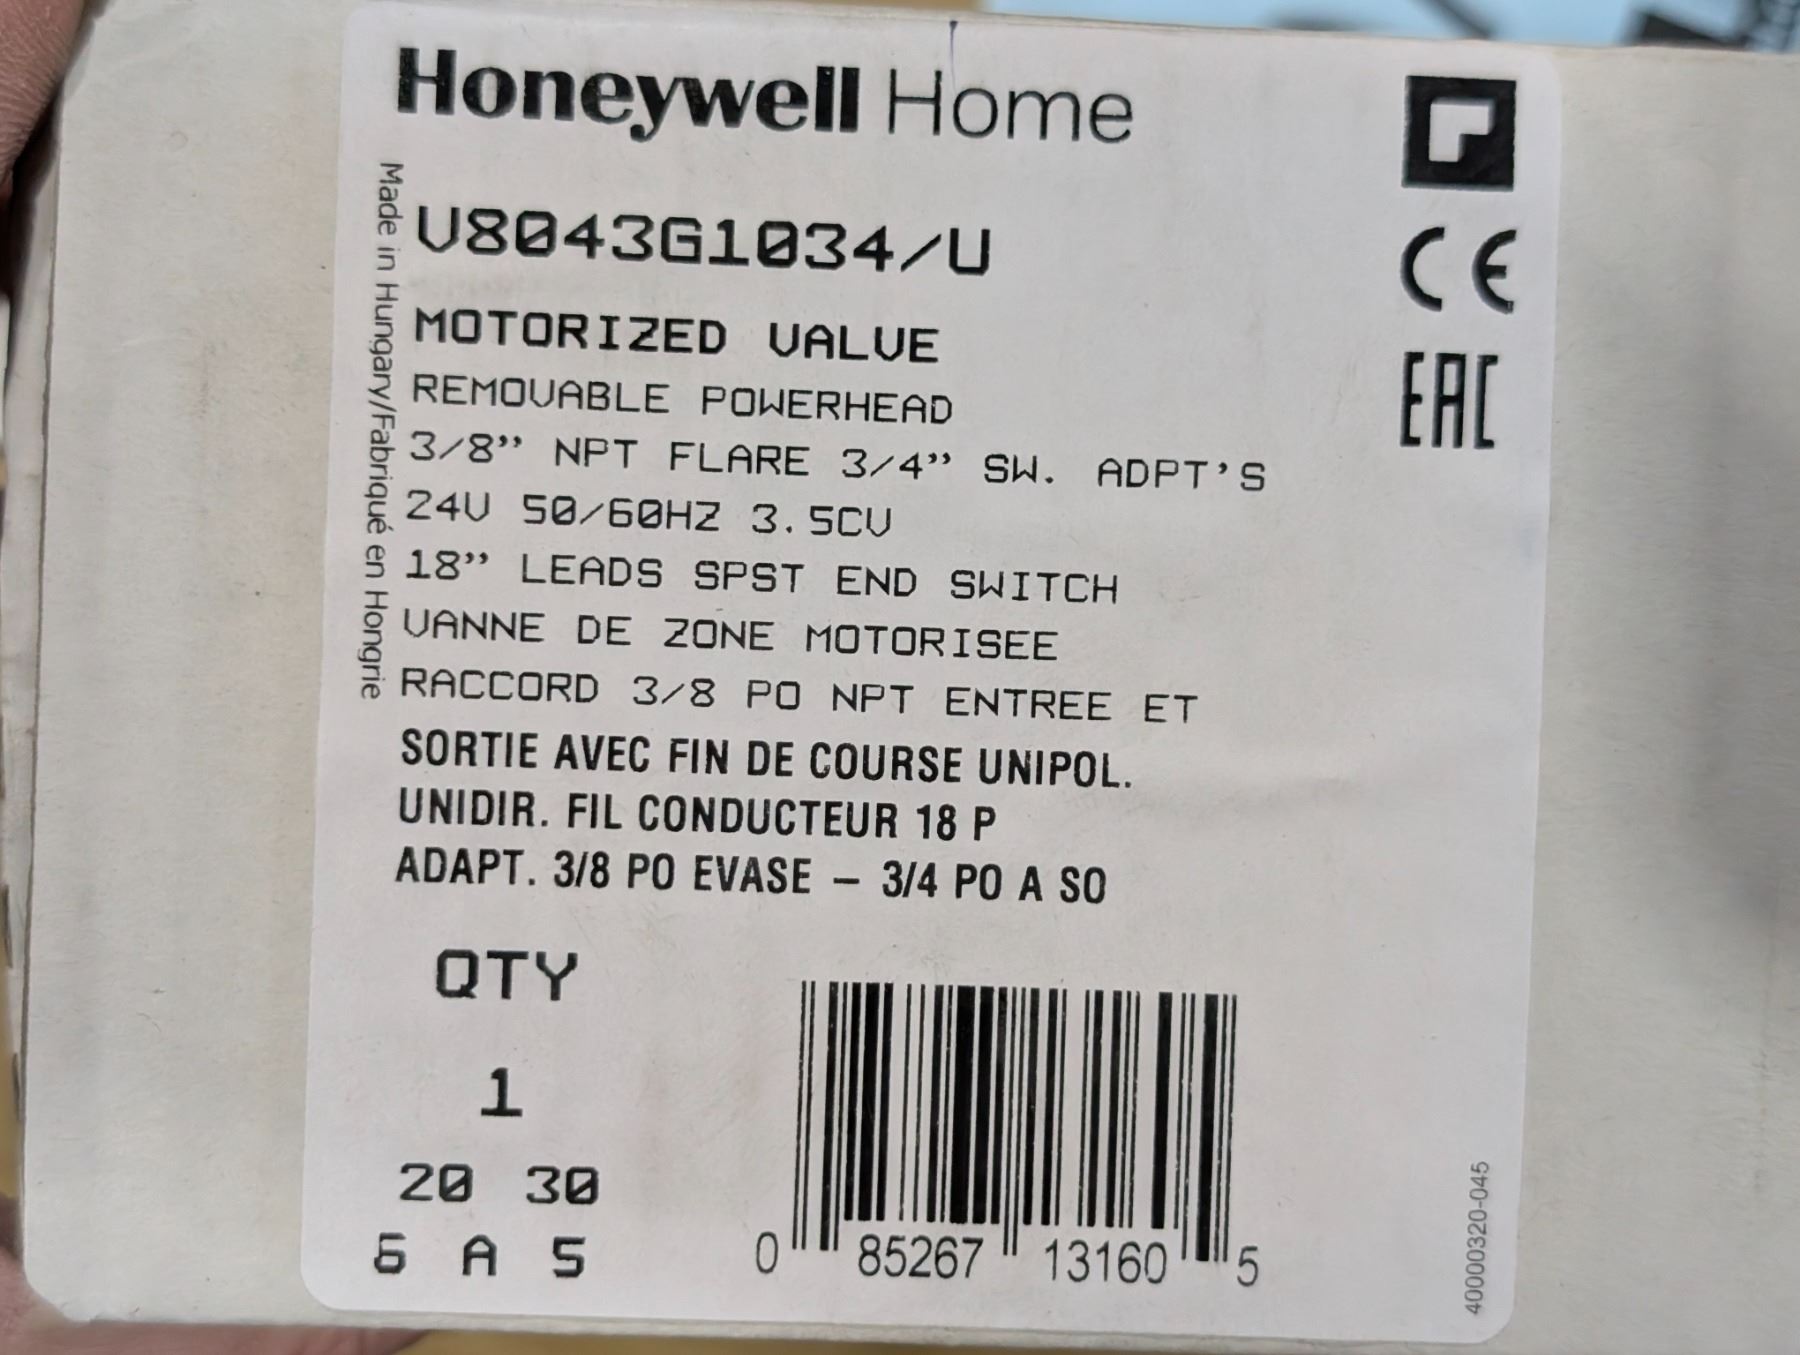 Honeywell Home
Made in Hungary/Fabriqué en Hongrie
V8043G1034/U
MOTORIZED VALVE
REMOVABLE POWERHEAD
3/8” NPT FLARE 3/4” SW. ADPT’S
24V 50/60HZ 3.5CV
18” LEADS SPST END SWITCH
VANNE DE ZONE MOTORISEE
RACCORD 3/8 PO NPT ENTREE ET
SORTIE AVEC FIN DE COURSE UNIPOL.
UNIDIR. FIL CONDUCTEUR 18 P
ADAPT. 3/8 PO EVASE – 3/4 PO A SO
CE
EAC
QTY
1
20 30
6 A 5
0 85267 13160 5
40000320-045